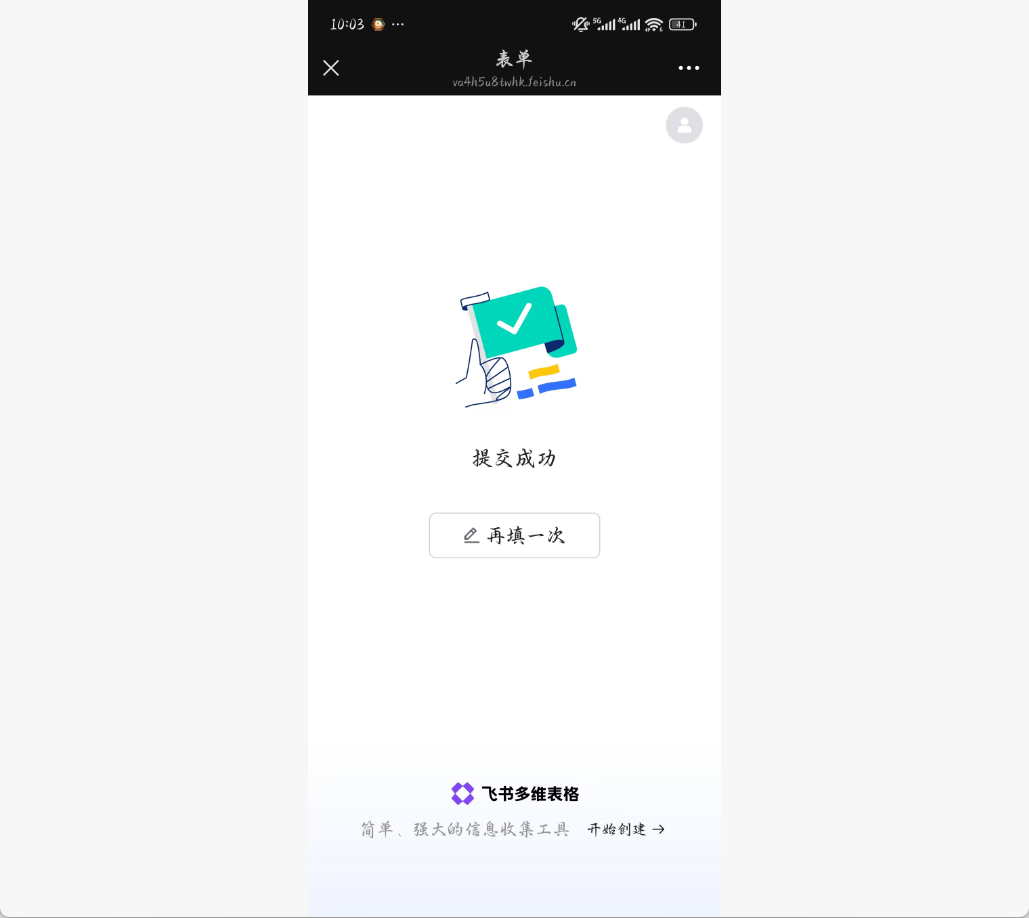 10:03 ···
5G 4G 6 41
表单
va4h5u8twhk.feishu.cn
提交成功
再填一次
飞书多维表格
简单、强大的信息收集工具 开始创建 →